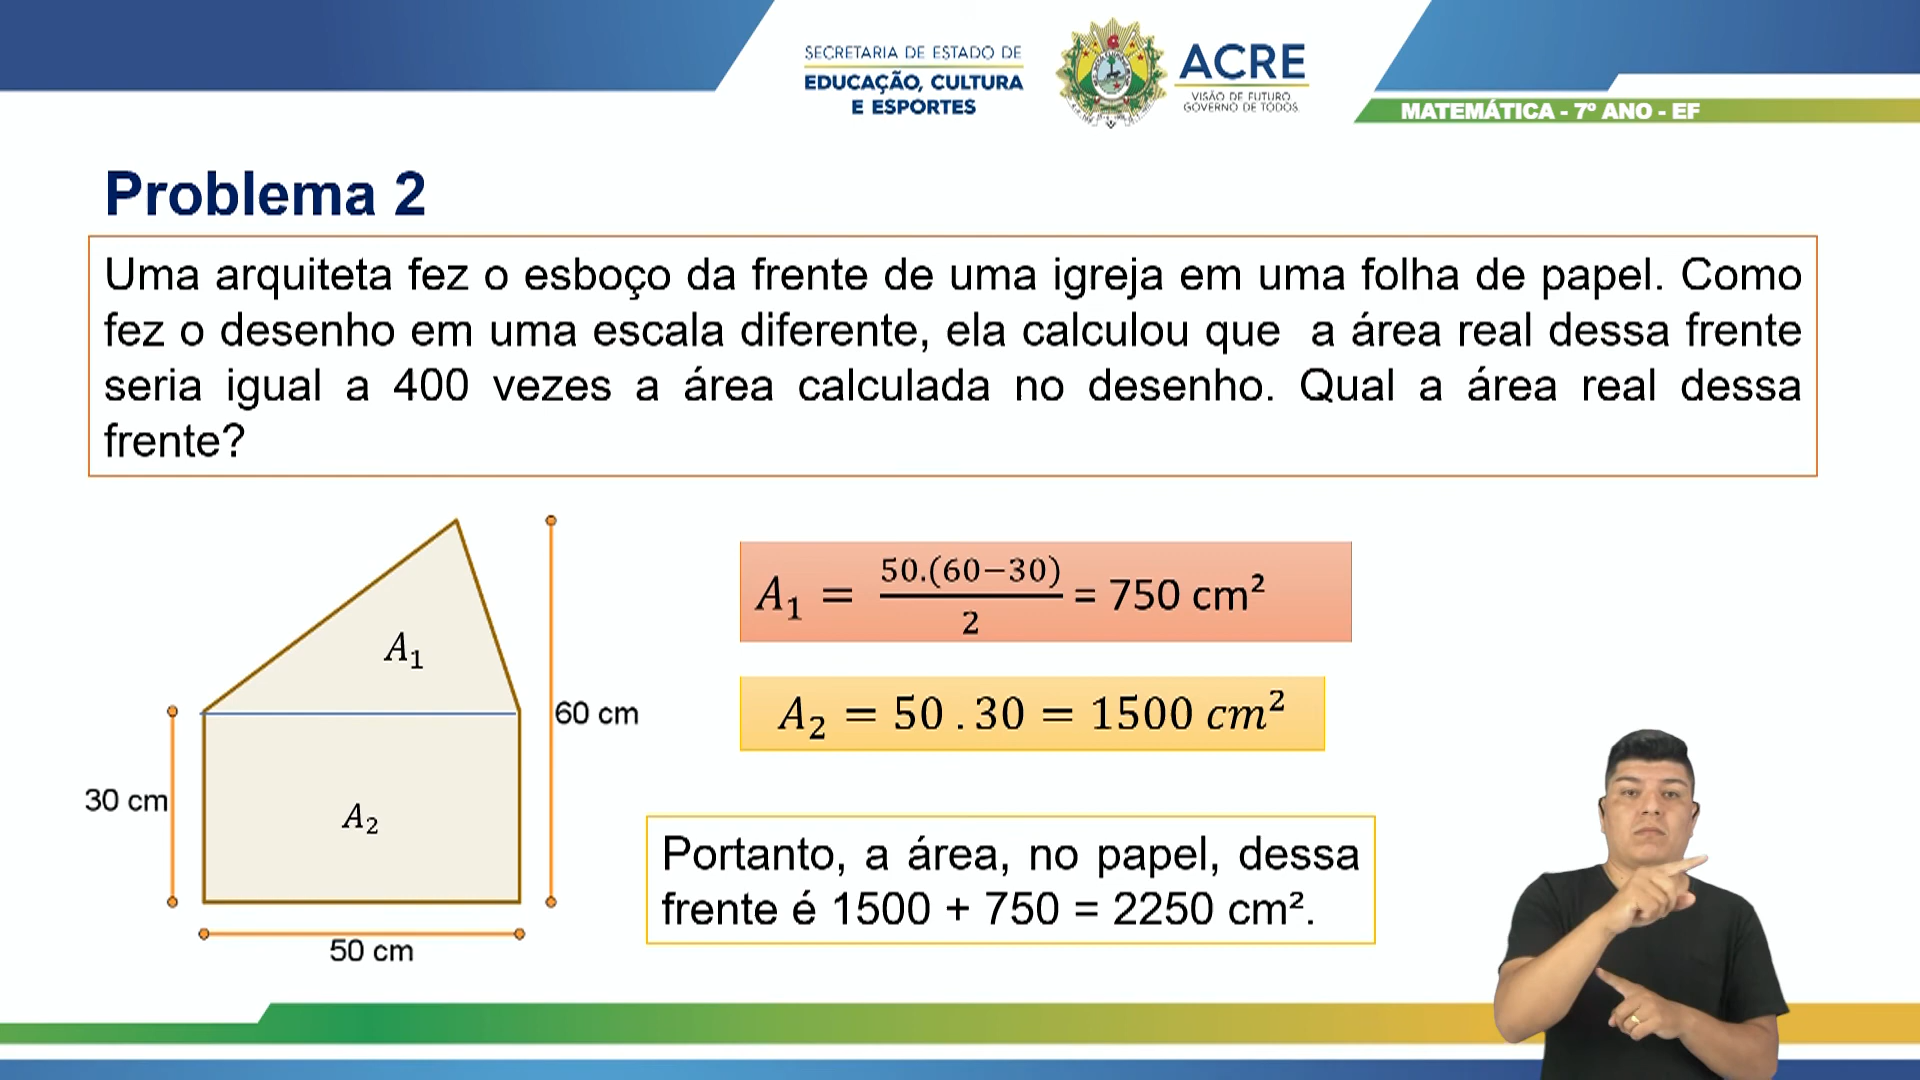 SECRETARIA DE ESTADO DE
EDUCAÇÃO, CULTURA
E ESPORTES
ACRE
VISÃO DE FUTURO.
GOVERNO DE TODOS.
MATEMÁTICA - 7º ANO - EF
Problema 2
Uma arquiteta fez o esboço da frente de uma igreja em uma folha de papel. Como
fez o desenho em uma escala diferente, ela calculou que a área real dessa frente
seria igual a 400 vezes a área calculada no desenho. Qual a área real dessa
frente?
A₁
60 cm
30 cm
A₂
50 cm
A₁ = 50.(60−30)/2 = 750 cm²
A₂ = 50 . 30 = 1500 cm²
Portanto, a área, no papel, dessa
frente é 1500 + 750 = 2250 cm².